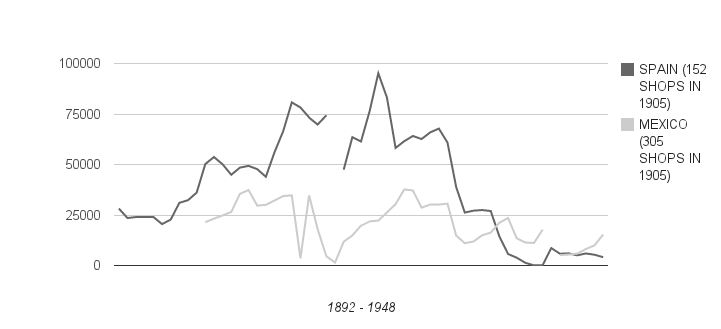 100000
75000
50000
25000
0
SPAIN (152
SHOPS IN
1905)
MEXICO
(305
SHOPS IN
1905)
1892 - 1948